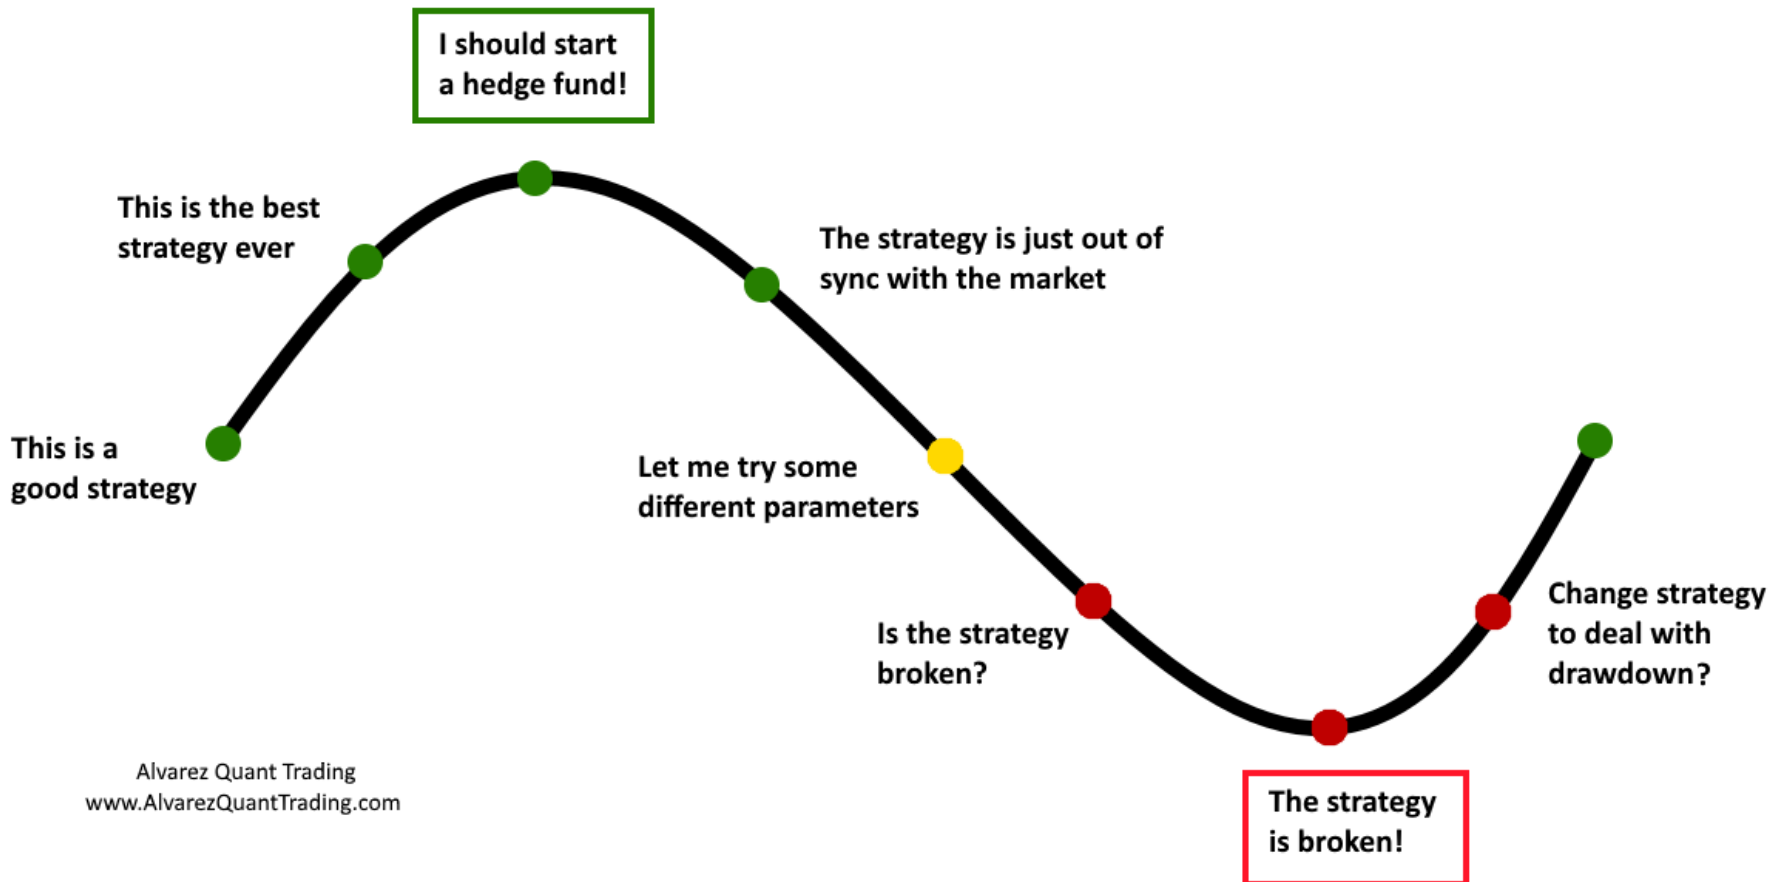 I should start
a hedge fund!
This is the best
strategy ever
The strategy is just out of
sync with the market
This is a
good strategy
Let me try some
different parameters
Is the strategy
broken?
Change strategy
to deal with
drawdown?
The strategy
is broken!
Alvarez Quant Trading
www.AlvarezQuantTrading.com